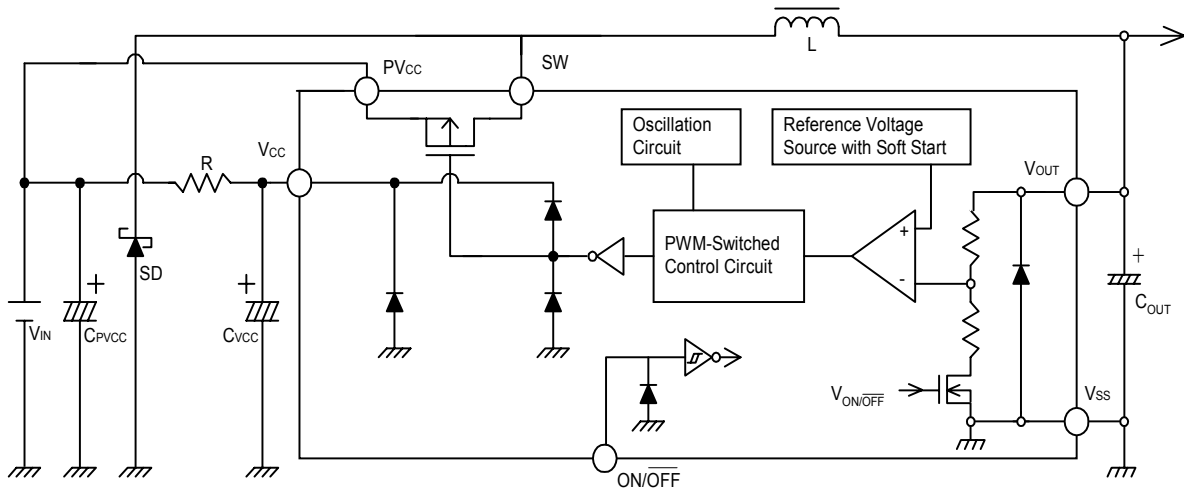 L
PVCC
SW
Oscillation
Circuit
Reference Voltage
Source with Soft Start
VCC
R
VOUT
+
PWM-Switched
Control Circuit
-
SD
+
+
+
VIN
CPVCC
CVCC
COUT
VON/OFF
VSS
ON/OFF